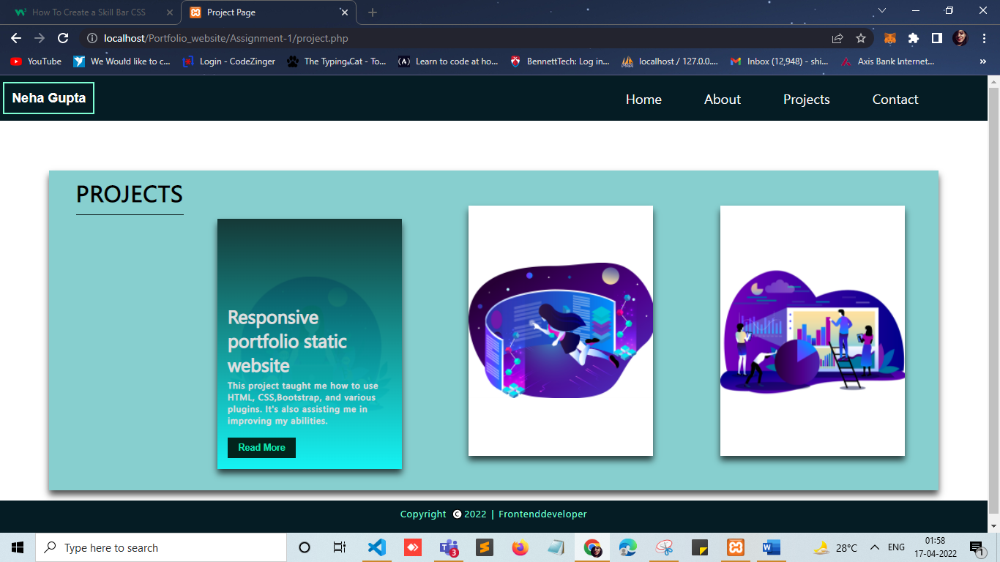 How To Create a Skill Bar CSS
Project Page
localhost/Portfolio_website/Assignment-1/project.php
YouTube
We Would like to c...
Login - CodeZinger
The Typing Cat - To...
Learn to code at ho...
BennettTech: Log in...
localhost / 127.0.0....
Inbox (12,948) - shi...
Axis Bank Internet...
»
Neha Gupta
Home
About
Projects
Contact
PROJECTS
Responsive
portfolio static
website
This project taught me how to use
HTML, CSS,Bootstrap, and various
plugins. It's also assisting me in
improving my abilities.
Read More
Copyright © 2022 | Frontenddeveloper
Type here to search
3
28°C
ENG
01:58
17-04-2022
1